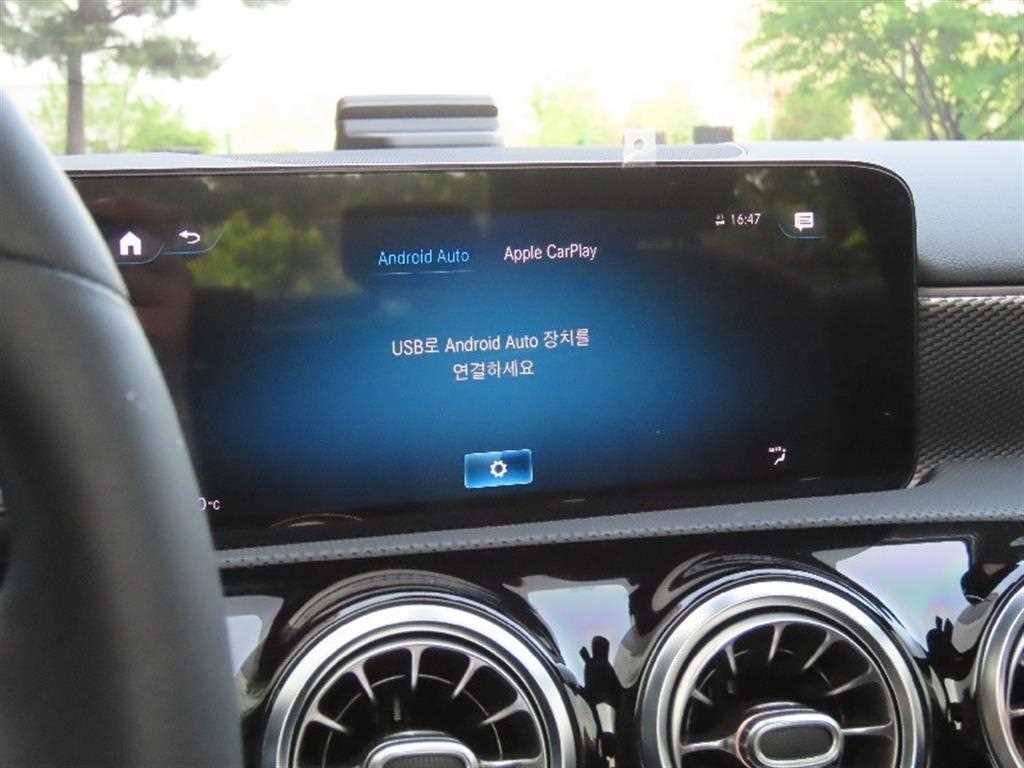 16:47
Android Auto
Apple CarPlay
USB로 Android Auto 장치를
연결하세요
°C